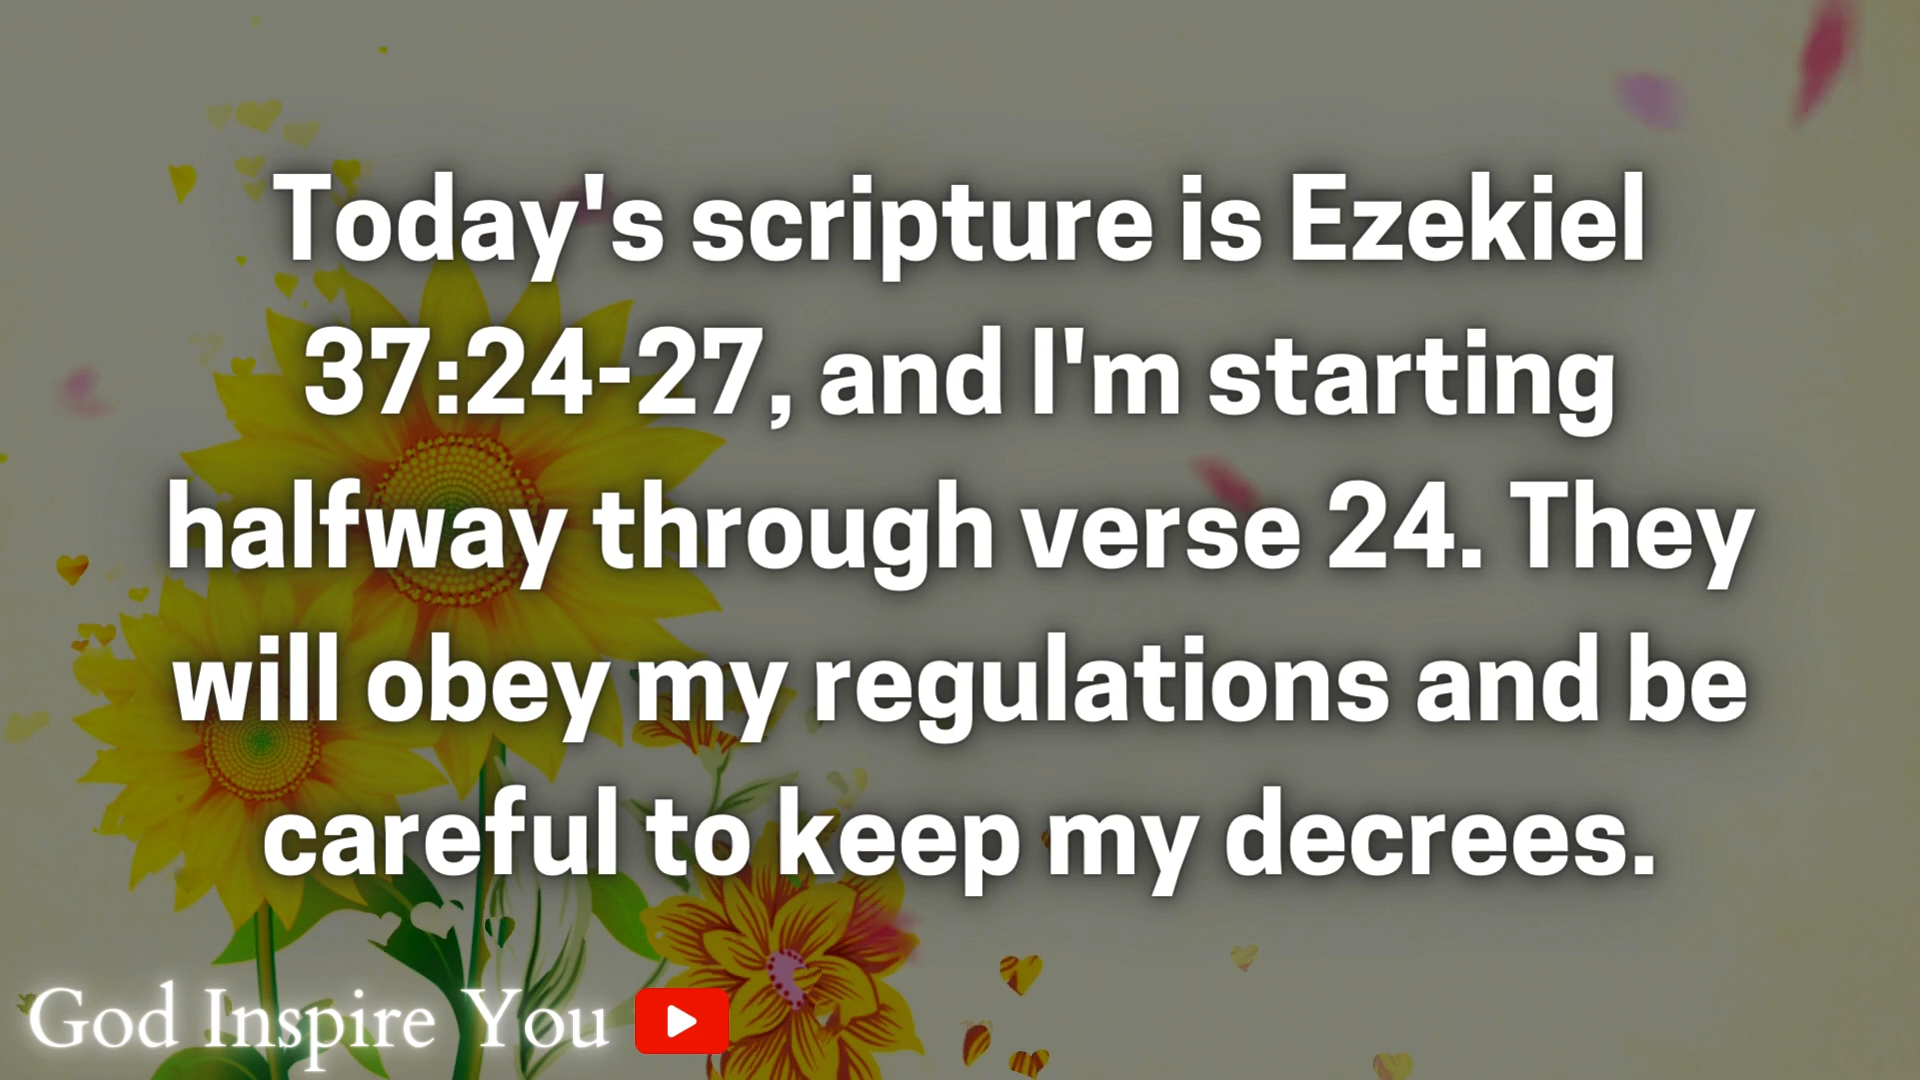 Today's scripture is Ezekiel
37:24-27, and I'm starting
halfway through verse 24. They
will obey my regulations and be
careful to keep my decrees.
God Inspire You